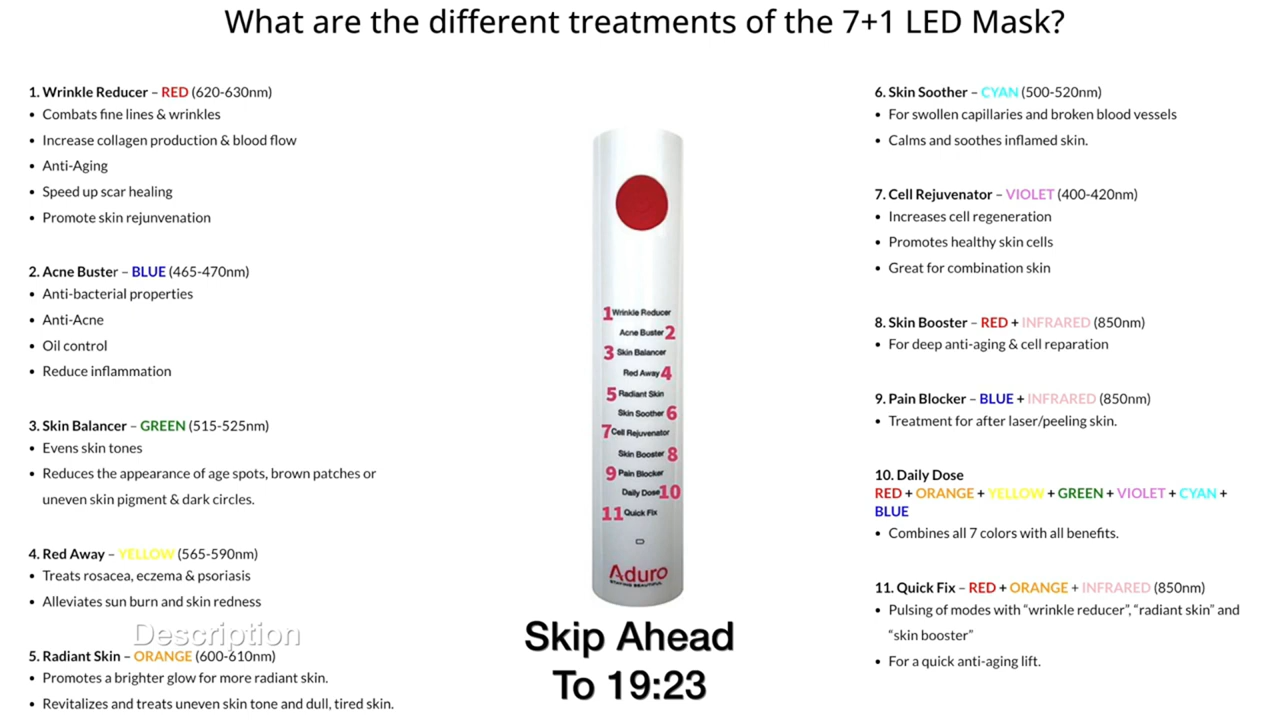 What are the different treatments of the 7+1 LED Mask?
1. Wrinkle Reducer – RED (620-630nm)
• Combats fine lines & wrinkles
• Increase collagen production & blood flow
• Anti-Aging
• Speed up scar healing
• Promote skin rejunvenation
2. Acne Buster – BLUE (465-470nm)
• Anti-bacterial properties
• Anti-Acne
• Oil control
• Reduce inflammation
3. Skin Balancer – GREEN (515-525nm)
• Evens skin tones
• Reduces the appearance of age spots, brown patches or
uneven skin pigment & dark circles.
4. Red Away – YELLOW (565-590nm)
• Treats rosacea, eczema & psoriasis
• Alleviates sun burn and skin redness
Description
5. Radiant Skin – ORANGE (600-610nm)
• Promotes a brighter glow for more radiant skin.
• Revitalizes and treats uneven skin tone and dull, tired skin.
1 Wrinkle Reducer
Acne Buster 2
3 Skin Balancer
Red Away 4
5 Radiant Skin
Skin Soother 6
7 Cell Rejuvenator
Skin Booster 8
9 Pain Blocker
Daily Dose 10
11 Quick Fix
Aduro
STAYING BEAUTIFUL
Skip Ahead
To 19:23
6. Skin Soother – CYAN (500-520nm)
• For swollen capillaries and broken blood vessels
• Calms and soothes inflamed skin.
7. Cell Rejuvenator – VIOLET (400-420nm)
• Increases cell regeneration
• Promotes healthy skin cells
• Great for combination skin
8. Skin Booster – RED + INFRARED (850nm)
• For deep anti-aging & cell reparation
9. Pain Blocker – BLUE + INFRARED (850nm)
• Treatment for after laser/peeling skin.
10. Daily Dose
RED + ORANGE + YELLOW + GREEN + VIOLET + CYAN +
BLUE
• Combines all 7 colors with all benefits.
11. Quick Fix – RED + ORANGE + INFRARED (850nm)
• Pulsing of modes with “wrinkle reducer”, “radiant skin” and
“skin booster”
• For a quick anti-aging lift.